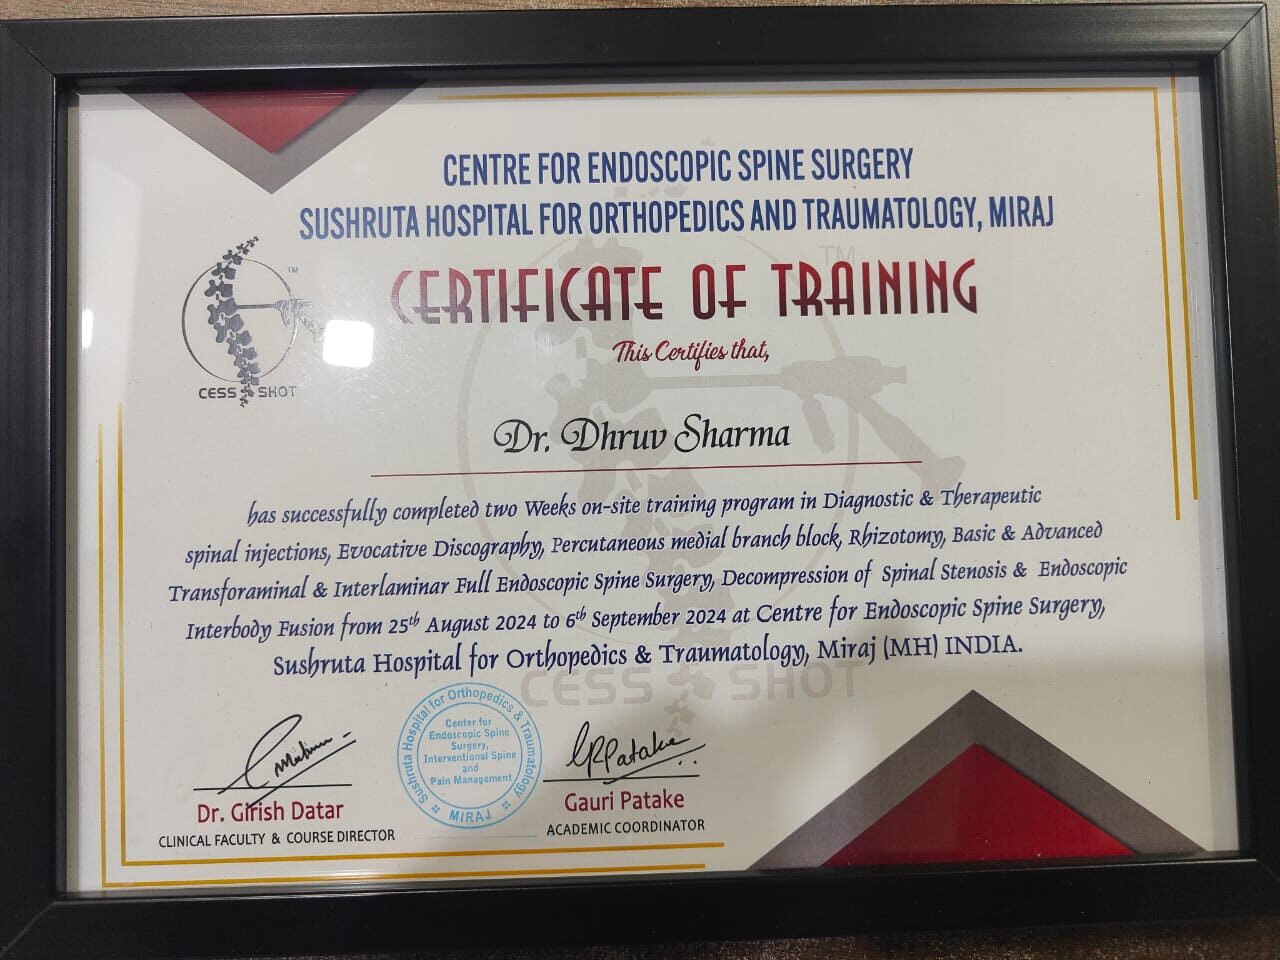 CENTRE FOR ENDOSCOPIC SPINE SURGERY
SUSHRUTA HOSPITAL FOR ORTHOPEDICS AND TRAUMATOLOGY, MIRAJ
TM
CESS SHOT
TM
CERTIFICATE OF TRAINING
This Certifies that,
Dr. Dhruv Sharma
has successfully completed two Weeks on-site training program in Diagnostic & Therapeutic
spinal injections, Evocative Discography, Percutaneous medial branch block, Rhizotomy, Basic & Advanced
Transforaminal & Interlaminar Full Endoscopic Spine Surgery, Decompression of Spinal Stenosis & Endoscopic
Interbody Fusion from 25th August 2024 to 6th September 2024 at Centre for Endoscopic Spine Surgery,
Sushruta Hospital for Orthopedics & Traumatology, Miraj (MH) INDIA.
CESS SHOT
Sushruta Hospital for Orthopedics & Traumatology
Center for
Endoscopic Spine
Surgery,
Interventional Spine
and
Pain Management
MIRAJ
GRPatake
Dr. Girish Datar
CLINICAL FACULTY & COURSE DIRECTOR
Gauri Patake
ACADEMIC COORDINATOR